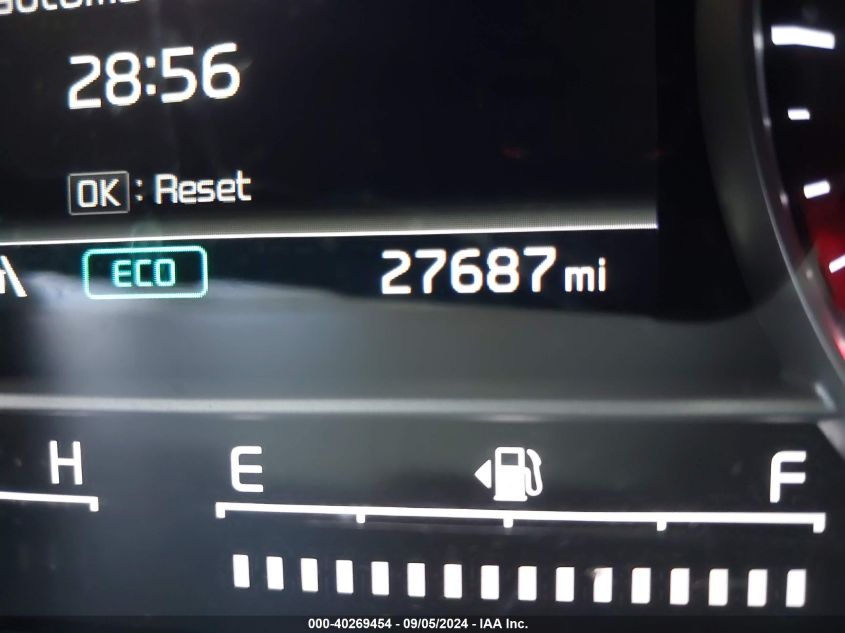 28:56
OK : Reset
ECO 27687 mi
H E F
000-40269454 - 09/05/2024 - IAA Inc.